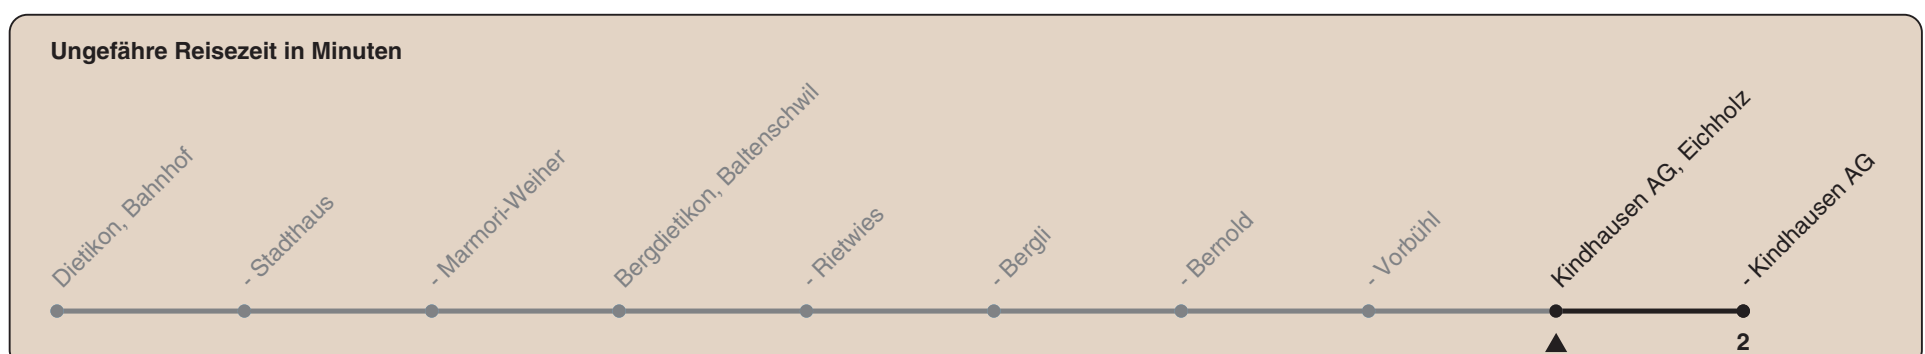 Ungefähre Reisezeit in Minuten
Dietikon, Bahnhof
- Stadthaus
- Marmori-Weiher
Bergdietikon, Baltenschwil
- Rietwies
- Bergli
- Bernold
- Vorbühl
Kindhausen AG, Eichholz
- Kindhausen AG
2